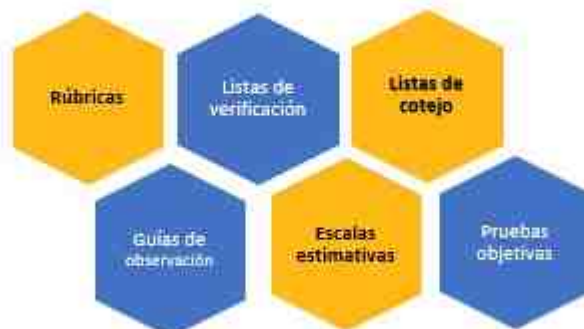 Rúbricas
Listas de
verificación
Listas de
cotejo
Guías de
observación
Escalas
estimativas
Pruebas
objetivas